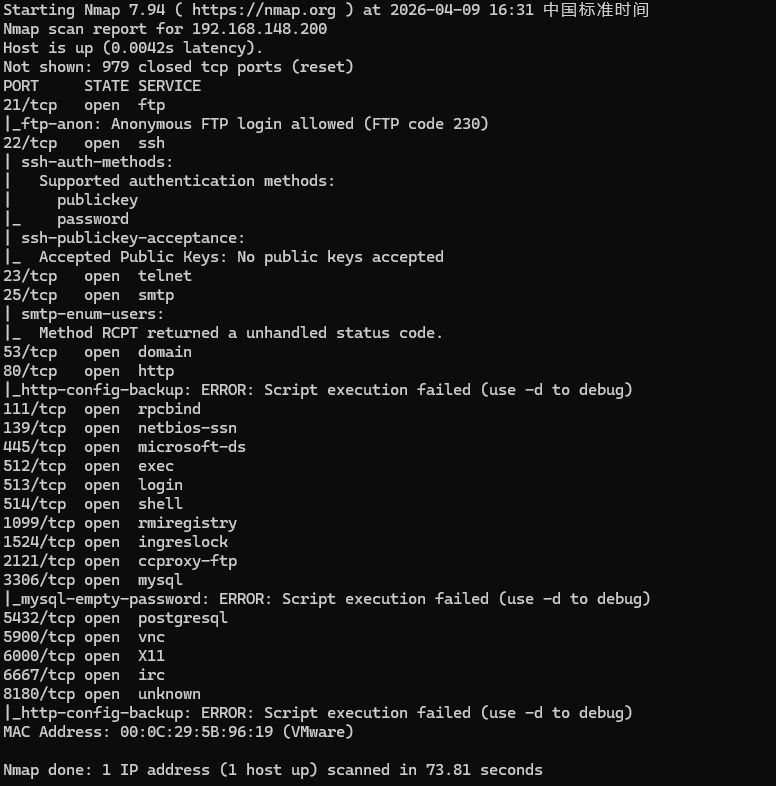 Starting Nmap 7.94 ( https://nmap.org ) at 2026-04-09 16:31 中国标准时间
Nmap scan report for 192.168.148.200
Host is up (0.0042s latency).
Not shown: 979 closed tcp ports (reset)
PORT     STATE SERVICE
21/tcp   open  ftp
|_ftp-anon: Anonymous FTP login allowed (FTP code 230)
22/tcp   open  ssh
| ssh-auth-methods:
|   Supported authentication methods:
|     publickey
|_    password
| ssh-publickey-acceptance:
|_  Accepted Public Keys: No public keys accepted
23/tcp   open  telnet
25/tcp   open  smtp
| smtp-enum-users:
|_  Method RCPT returned a unhandled status code.
53/tcp   open  domain
80/tcp   open  http
|_http-config-backup: ERROR: Script execution failed (use -d to debug)
111/tcp  open  rpcbind
139/tcp  open  netbios-ssn
445/tcp  open  microsoft-ds
512/tcp  open  exec
513/tcp  open  login
514/tcp  open  shell
1099/tcp open  rmiregistry
1524/tcp open  ingreslock
2121/tcp open  ccproxy-ftp
3306/tcp open  mysql
|_mysql-empty-password: ERROR: Script execution failed (use -d to debug)
5432/tcp open  postgresql
5900/tcp open  vnc
6000/tcp open  X11
6667/tcp open  irc
8180/tcp open  unknown
|_http-config-backup: ERROR: Script execution failed (use -d to debug)
MAC Address: 00:0C:29:5B:96:19 (VMware)
Nmap done: 1 IP address (1 host up) scanned in 73.81 seconds